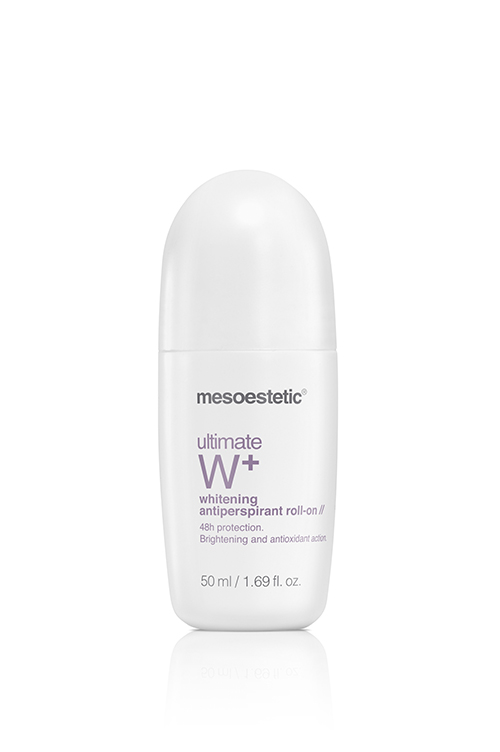 mesoestetic®
ultimate
W+
whitening
antiperspirant roll-on //
48h protection.
Brightening and antioxidant action.
50 ml / 1.69 fl. oz.